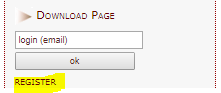 Download Page
login (email)
ok
REGISTER